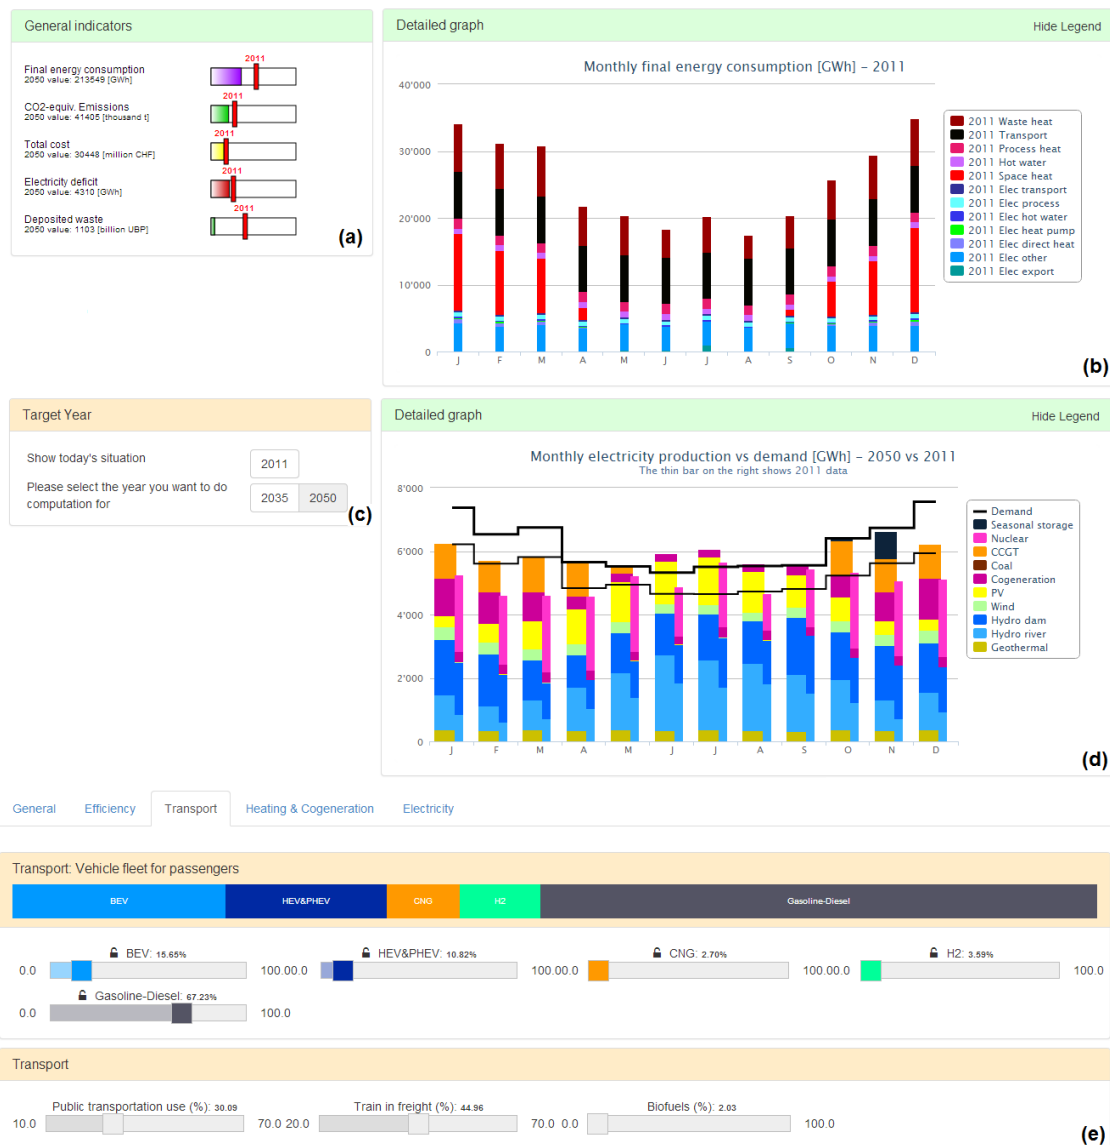 General indicators
2011
Final energy consumption
2050 value: 213549 [GWh]
2011
CO2-equiv. Emissions
2050 value: 41405 [thousand t]
2011
Total cost
2050 value: 30448 [million CHF]
2011
Electricity deficit
2050 value: 4310 [GWh]
2011
Deposited waste
2050 value: 1103 [billion UBP]
(a)
Detailed graph
Hide Legend
Monthly final energy consumption [GWh] – 2011
40'000
30'000
20'000
10'000
0
J F M A M J J A S O N D
2011 Waste heat
2011 Transport
2011 Process heat
2011 Hot water
2011 Space heat
2011 Elec transport
2011 Elec process
2011 Elec hot water
2011 Elec heat pump
2011 Elec direct heat
2011 Elec other
2011 Elec export
(b)
Target Year
Show today's situation
2011
Please select the year you want to do
computation for
2035 2050
(c)
Detailed graph
Hide Legend
Monthly electricity production vs demand [GWh] – 2050 vs 2011
The thin bar on the right shows 2011 data
8'000
6'000
4'000
2'000
0
J F M A M J J A S O N D
Demand
Seasonal storage
Nuclear
CCGT
Coal
Cogeneration
PV
Wind
Hydro dam
Hydro river
Geothermal
(d)
General Efficiency Transport Heating & Cogeneration Electricity
Transport: Vehicle fleet for passengers
BEV HEV&PHEV CNG H2 Gasoline-Diesel
BEV: 15.65% HEV&PHEV: 10.82% CNG: 2.70% H2: 3.59%
0.0 100.0 0.0 100.0 0.0 100.0 0.0 100.0
Gasoline-Diesel: 67.23%
0.0 100.0
Transport
Public transportation use (%): 30.09 Train in freight (%): 44.96 Biofuels (%): 2.03
10.0 70.0 20.0 70.0 0.0 100.0
(e)